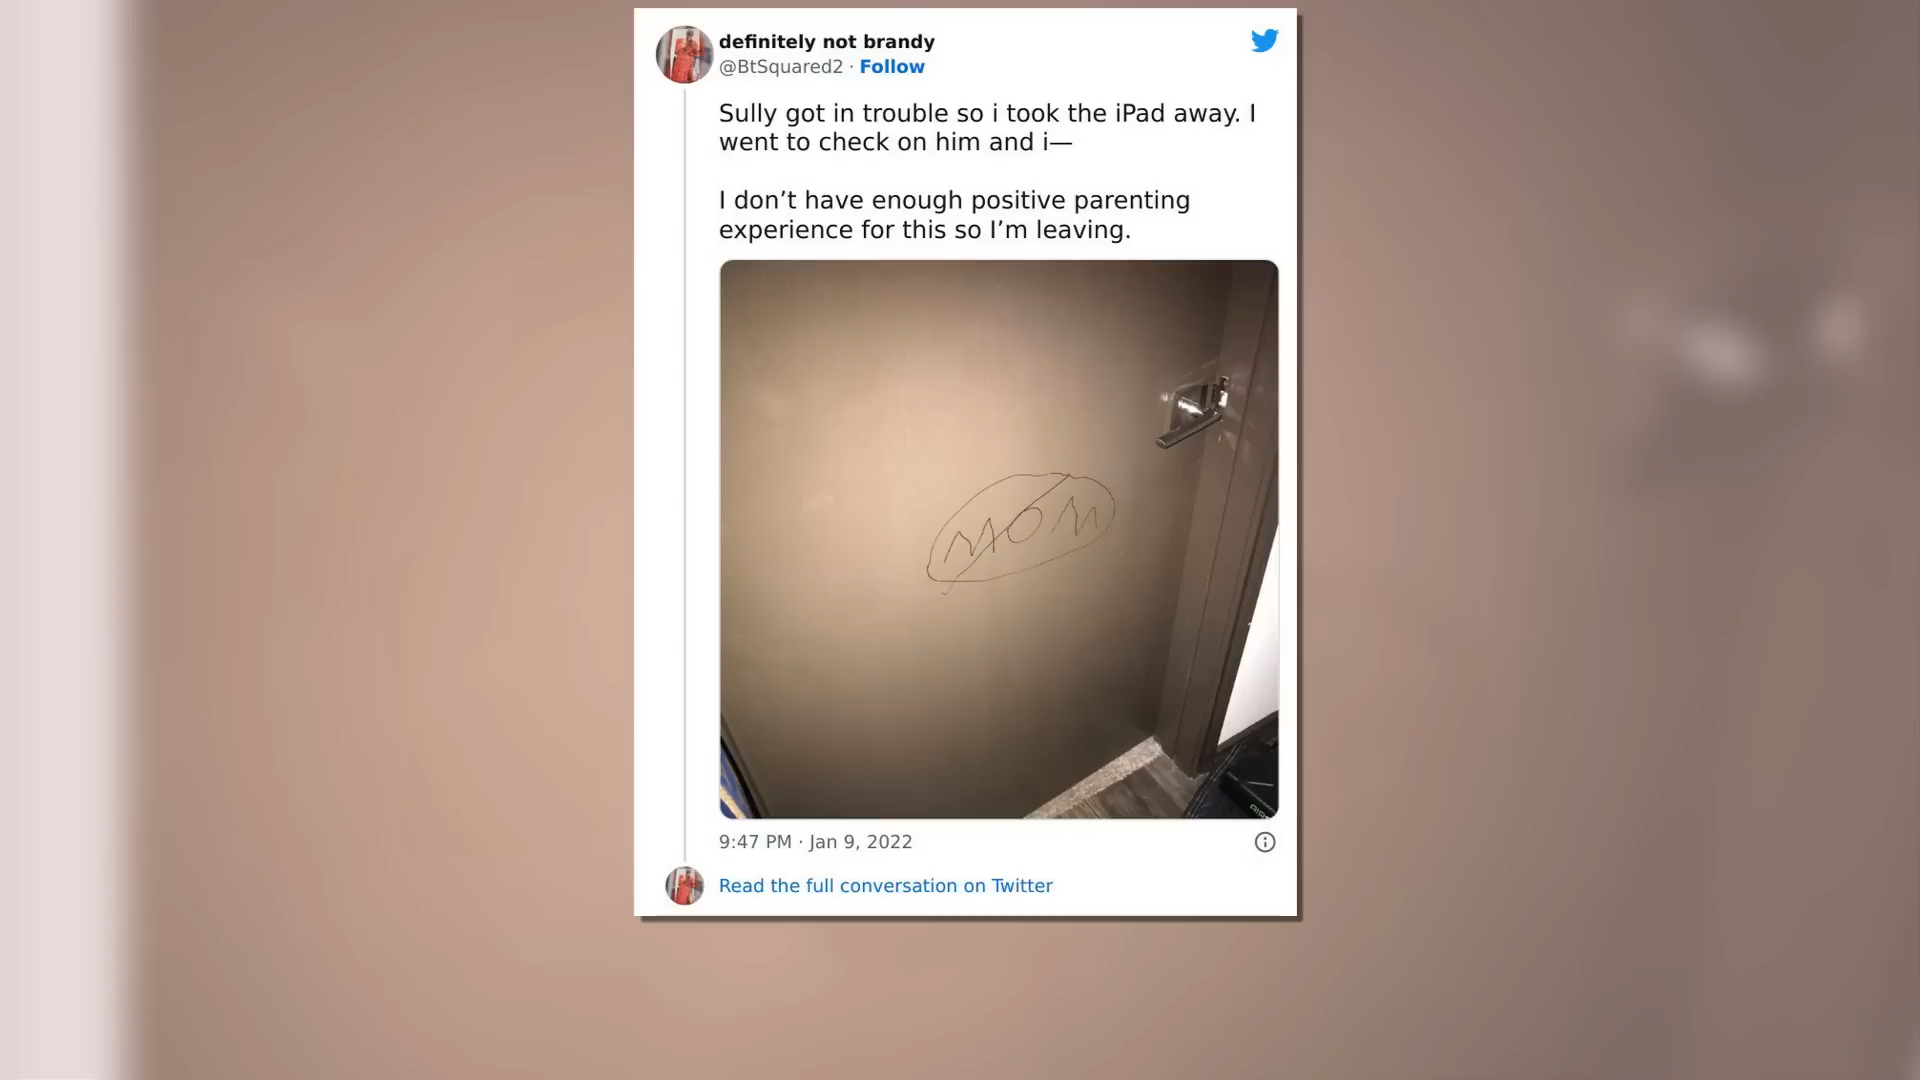 definitely not brandy
@BtSquared2 · Follow
Sully got in trouble so i took the iPad away. I
went to check on him and i—
I don’t have enough positive parenting
experience for this so I’m leaving.
MOM
9:47 PM · Jan 9, 2022
Read the full conversation on Twitter